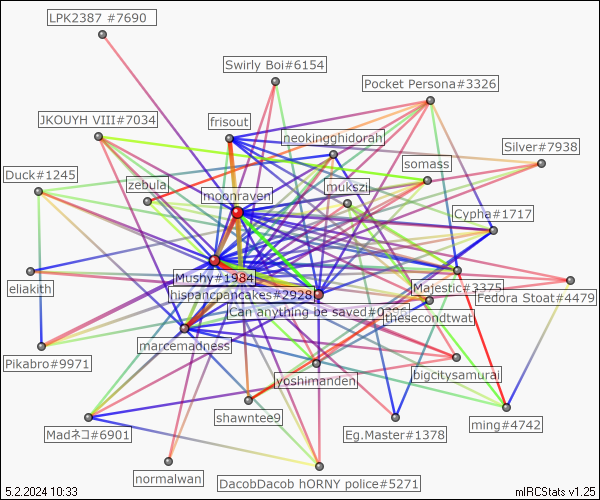 LPK2387 #7690
Swirly Boi#6154
Pocket Persona#3326
JKOUYH VIII#7034
frisout
neokingghidorah
Silver#7938
somass
Duck#1245
zebula
mukszi
moonraven
Cypha#1717
Mushy#1984
eliakith
hispancpancakes#2928
Majestic#3375
Fedora Stoat#4479
Can anything be saved#0396
thesecondtwat
marcemadness
Pikabro#9971
yoshimanden
bigcitysamurai
shawntee9
Madネコ#6901
Eg.Master#1378
ming#4742
normalwan
DacobDacob hORNY police#5271
5.2.2024 10:33
mIRCStats v1.25